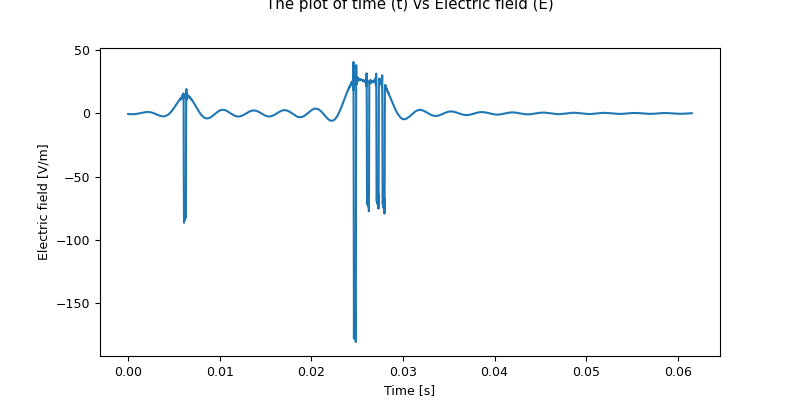 The plot of time (t) vs Electric field (E)
50
0
−50
−100
−150
Electric field [V/m]
0.00 0.01 0.02 0.03 0.04 0.05 0.06
Time [s]